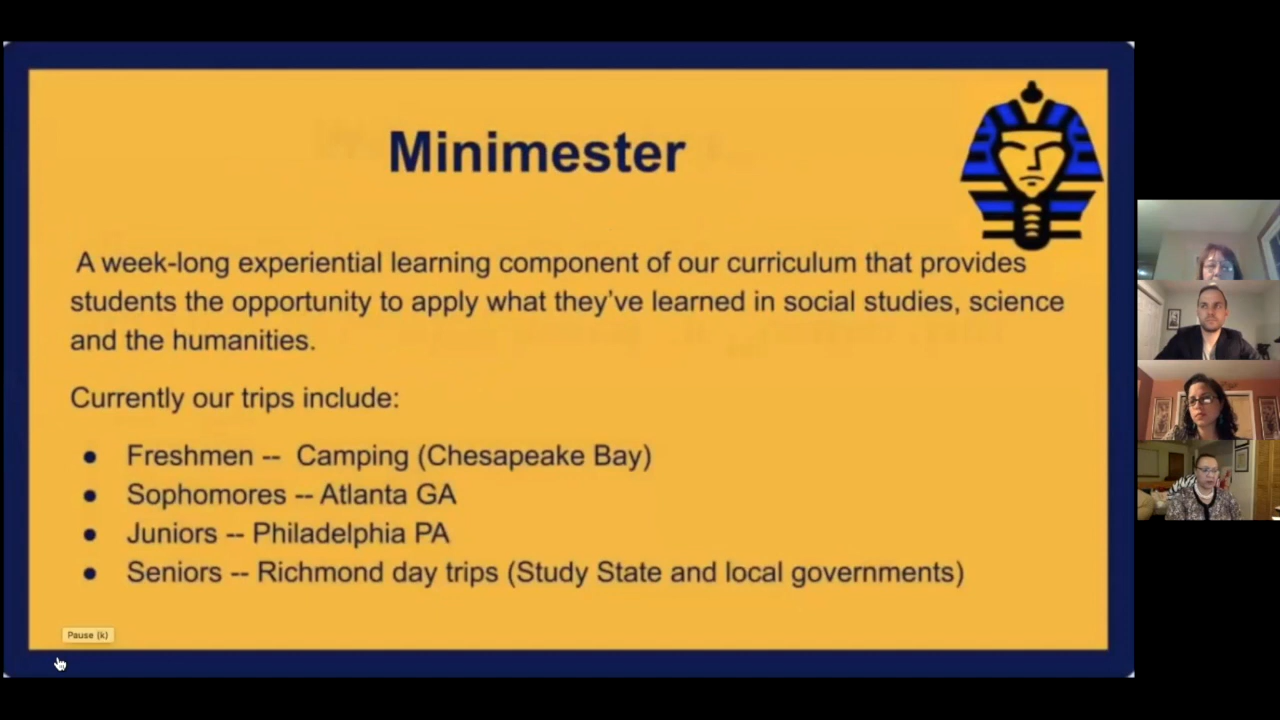 Minimester
A week-long experiential learning component of our curriculum that provides
students the opportunity to apply what they've learned in social studies, science
and the humanities.
Currently our trips include:
● Freshmen -- Camping (Chesapeake Bay)
● Sophomores -- Atlanta GA
● Juniors -- Philadelphia PA
● Seniors -- Richmond day trips (Study State and local governments)
Pause (k)